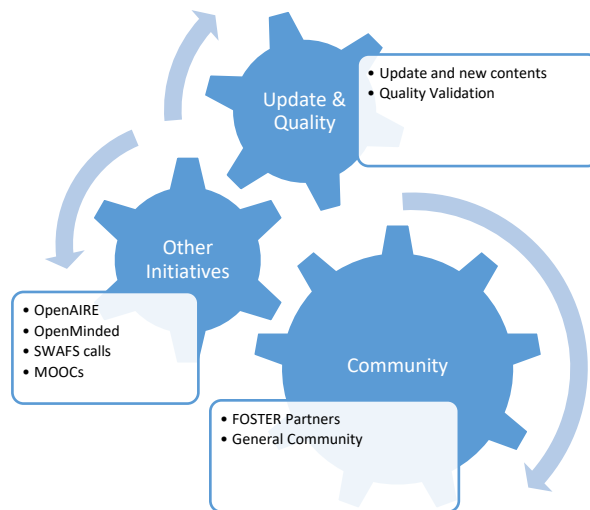 Update &
Quality
• Update and new contents
• Quality Validation
Other
Initiatives
• OpenAIRE
• OpenMinded
• SWAFS calls
• MOOCs
Community
• FOSTER Partners
• General Community